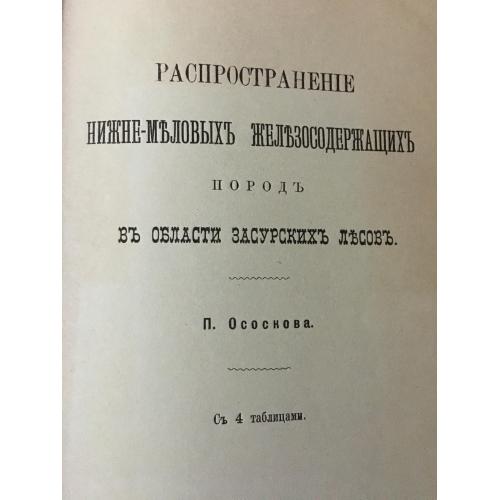 РАСПРОСТРАНЕНІЕ
НИЖНЕ-МѢЛОВЫХЪ ЖЕЛѢЗОСОДЕРЖАЩИХЪ
ПОРОДЪ
ВЪ ОБЛАСТИ ЗАСУРСКИХЪ ЛѢСОВЪ.
П. Ососкова.
Съ 4 таблицами.